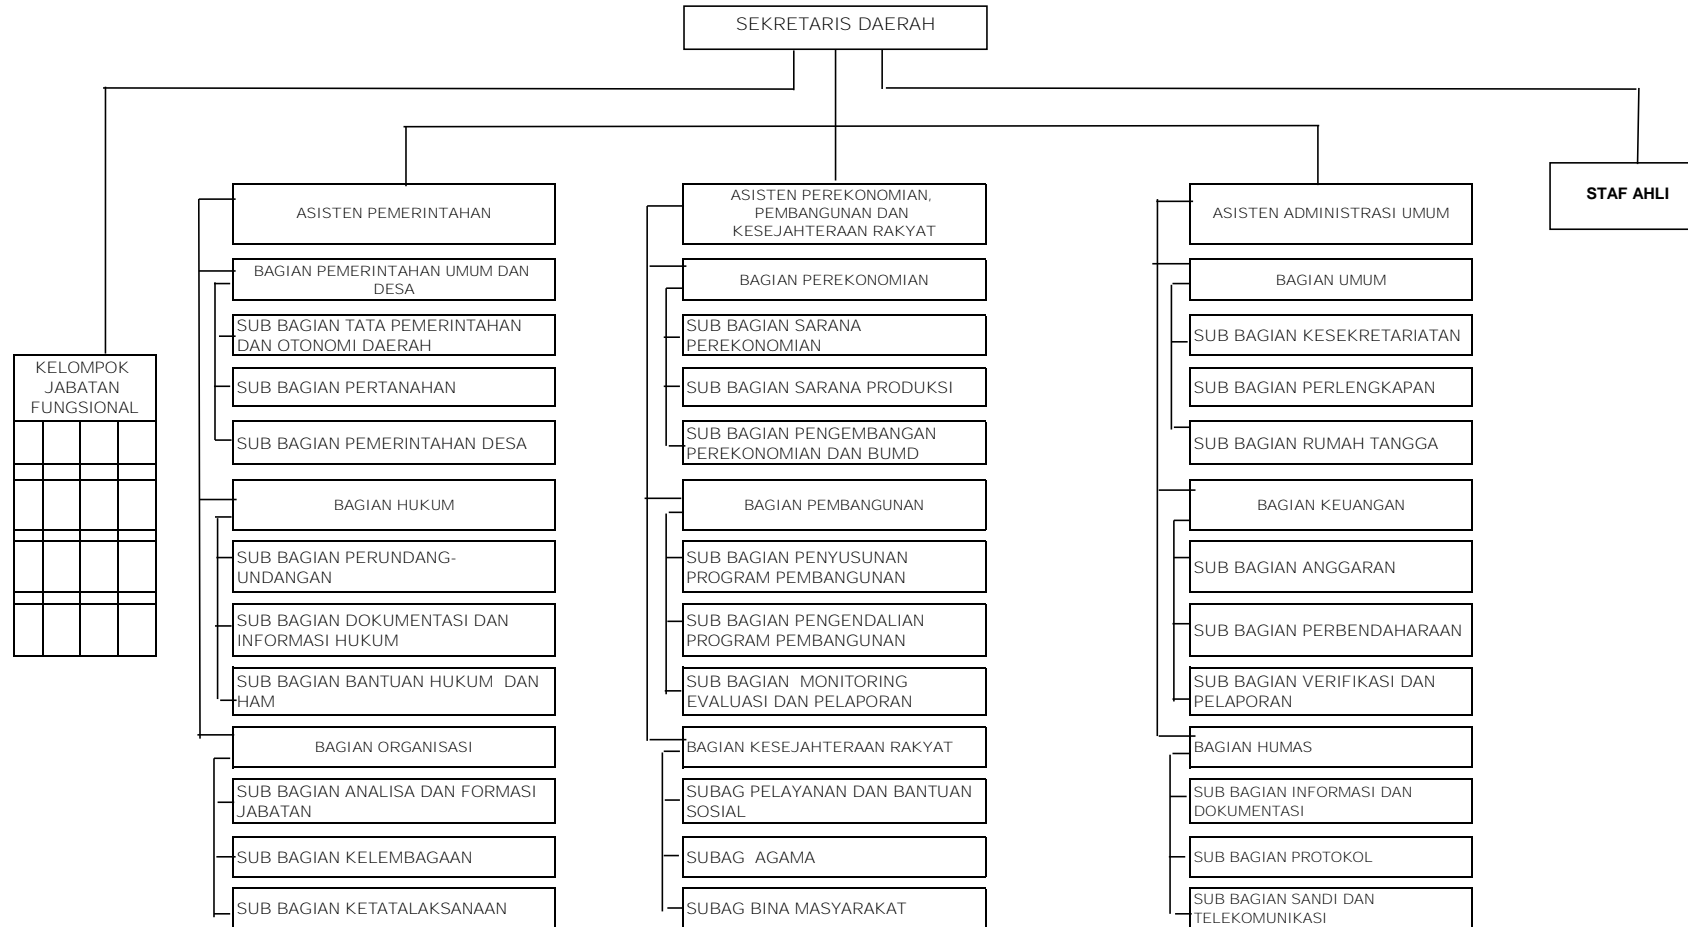 SEKRETARIS DAERAH
STAF AHLI
KELOMPOK
JABATAN
FUNGSIONAL
ASISTEN PEMERINTAHAN
BAGIAN PEMERINTAHAN UMUM DAN
DESA
SUB BAGIAN TATA PEMERINTAHAN
DAN OTONOMI DAERAH
SUB BAGIAN PERTANAHAN
SUB BAGIAN PEMERINTAHAN DESA
BAGIAN HUKUM
SUB BAGIAN PERUNDANG-
UNDANGAN
SUB BAGIAN DOKUMENTASI DAN
INFORMASI HUKUM
SUB BAGIAN BANTUAN HUKUM  DAN
HAM
BAGIAN ORGANISASI
SUB BAGIAN ANALISA DAN FORMASI
JABATAN
SUB BAGIAN KELEMBAGAAN
SUB BAGIAN KETATALAKSANAAN
ASISTEN PEREKONOMIAN,
PEMBANGUNAN DAN
KESEJAHTERAAN RAKYAT
BAGIAN PEREKONOMIAN
SUB BAGIAN SARANA
PEREKONOMIAN
SUB BAGIAN SARANA PRODUKSI
SUB BAGIAN PENGEMBANGAN
PEREKONOMIAN DAN BUMD
BAGIAN PEMBANGUNAN
SUB BAGIAN PENYUSUNAN
PROGRAM PEMBANGUNAN
SUB BAGIAN PENGENDALIAN
PROGRAM PEMBANGUNAN
SUB BAGIAN  MONITORING
EVALUASI DAN PELAPORAN
BAGIAN KESEJAHTERAAN RAKYAT
SUBAG PELAYANAN DAN BANTUAN
SOSIAL
SUBAG  AGAMA
SUBAG BINA MASYARAKAT
ASISTEN ADMINISTRASI UMUM
BAGIAN UMUM
SUB BAGIAN KESEKRETARIATAN
SUB BAGIAN PERLENGKAPAN
SUB BAGIAN RUMAH TANGGA
BAGIAN KEUANGAN
SUB BAGIAN ANGGARAN
SUB BAGIAN PERBENDAHARAAN
SUB BAGIAN VERIFIKASI DAN
PELAPORAN
BAGIAN HUMAS
SUB BAGIAN INFORMASI DAN
DOKUMENTASI
SUB BAGIAN PROTOKOL
SUB BAGIAN SANDI DAN
TELEKOMUNIKASI